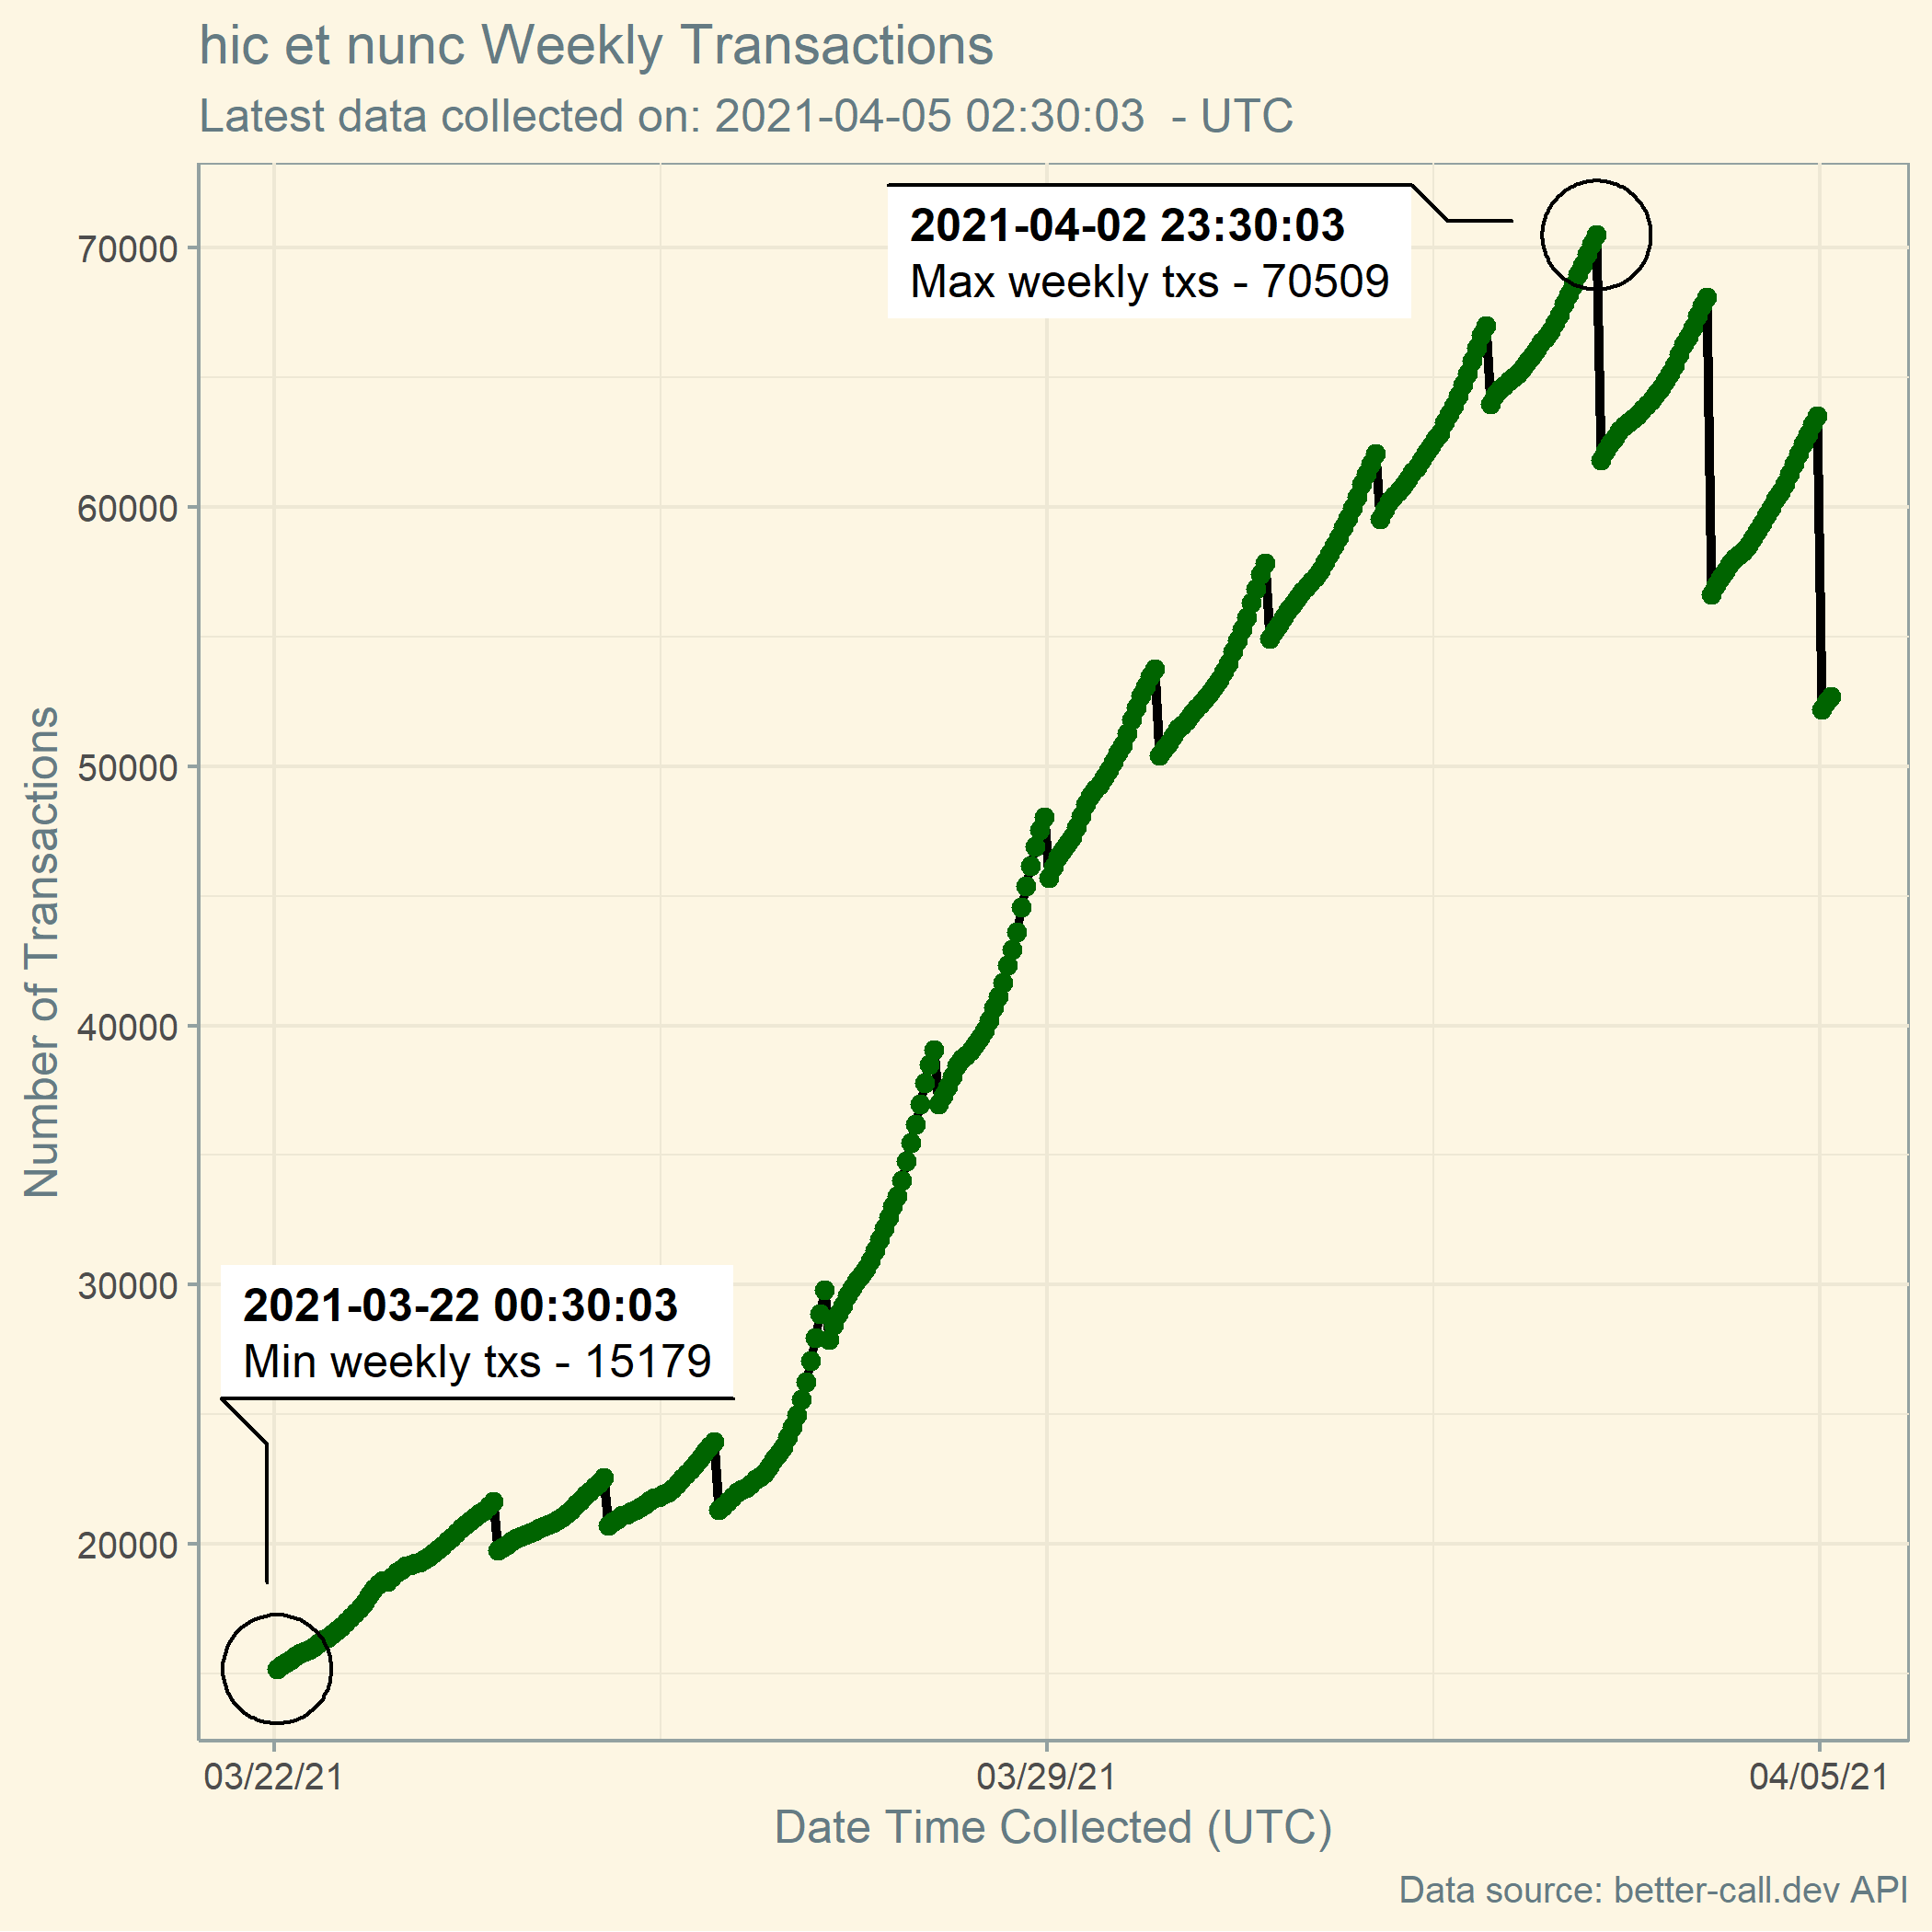 hic et nunc Weekly Transactions
Latest data collected on: 2021-04-05 02:30:03  - UTC
2021-04-02 23:30:03
Max weekly txs - 70509
2021-03-22 00:30:03
Min weekly txs - 15179
Number of Transactions
70000
60000
50000
40000
30000
20000
03/22/21
03/29/21
04/05/21
Date Time Collected (UTC)
Data source: better-call.dev API